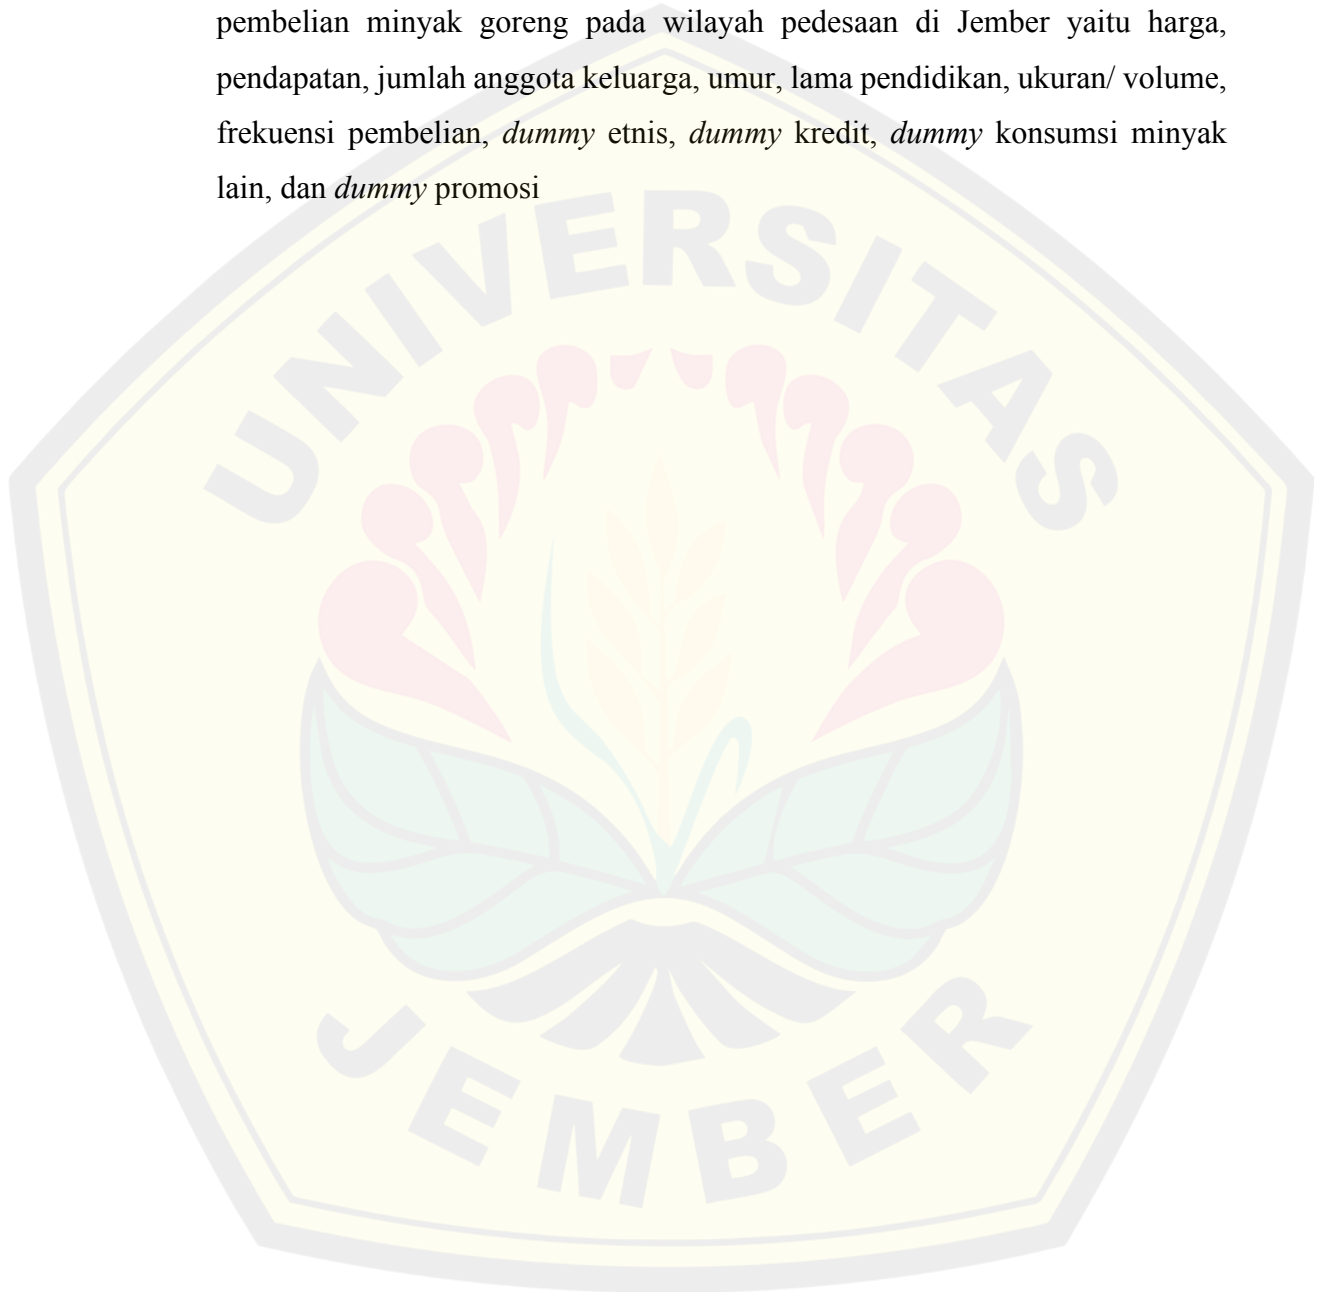 pembelian minyak goreng pada wilayah pedesaan di Jember yaitu harga,
pendapatan, jumlah anggota keluarga, umur, lama pendidikan, ukuran/ volume,
frekuensi pembelian, dummy etnis, dummy kredit, dummy konsumsi minyak
lain, dan dummy promosi
UNIVERSITAS
JEMBER